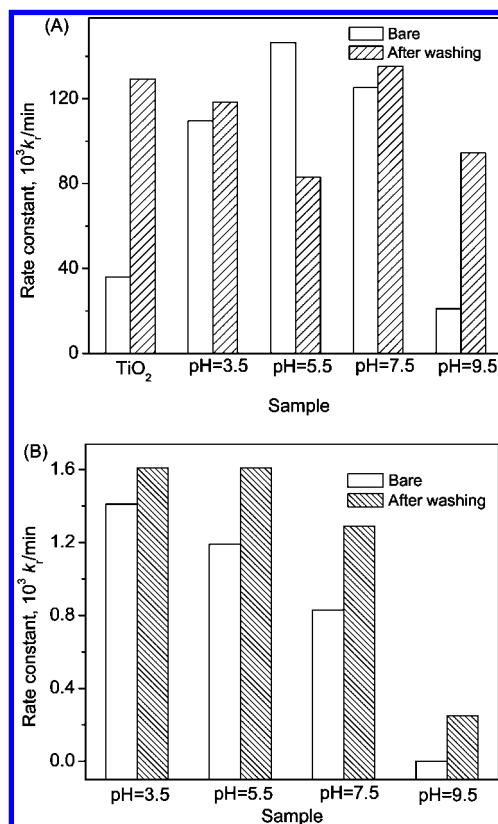 (A)
Bare
After washing
Rate constant, 10³kᵣ/min
120
80
40
0
TiO₂ pH=3.5 pH=5.5 pH=7.5 pH=9.5
Sample
(B)
Bare
After washing
Rate constant, 10³ kᵣ/min
1.6
1.2
0.8
0.4
0.0
pH=3.5 pH=5.5 pH=7.5 pH=9.5
Sample